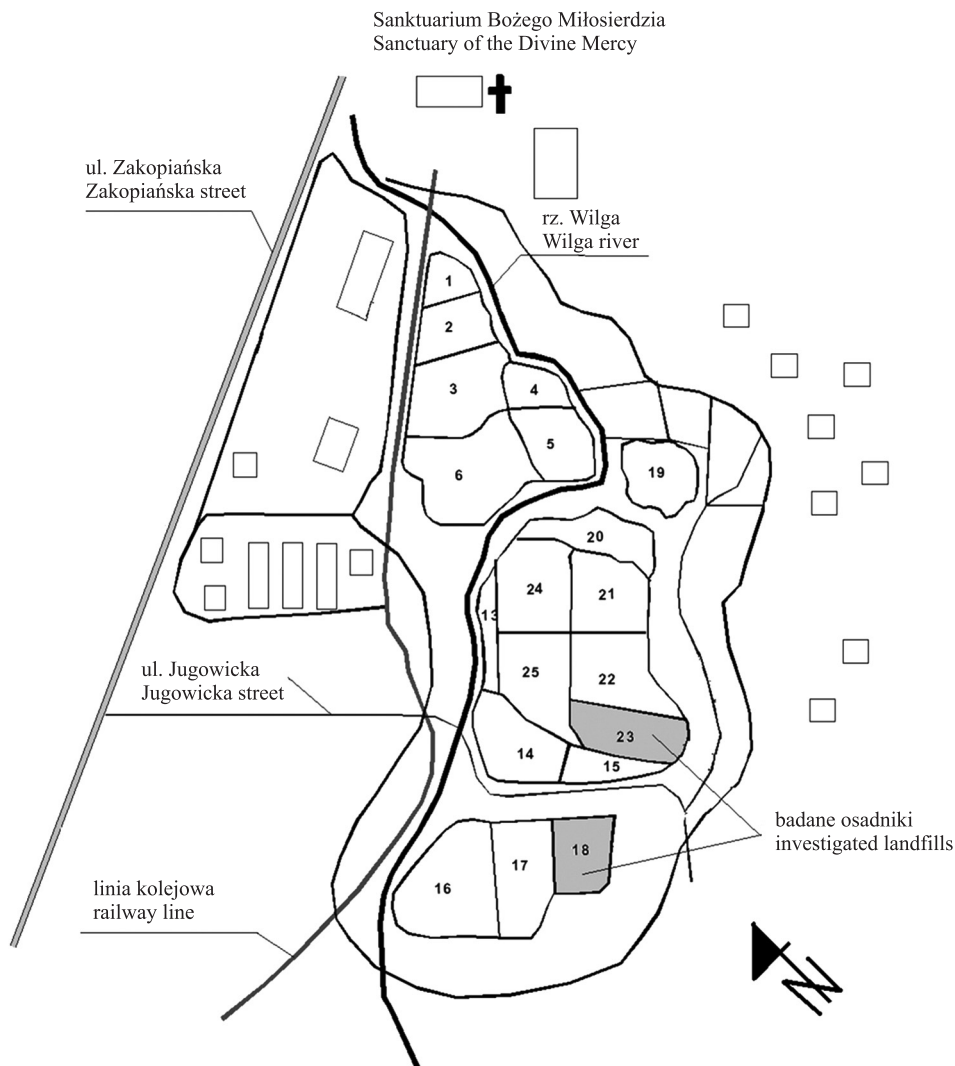 Sanktuarium Bożego Miłosierdzia
Sanctuary of the Divine Mercy
ul. Zakopiańska
Zakopiańska street
rz. Wilga
Wilga river
1
2
3
4
5
6
19
20
24
21
13
25
22
ul. Jugowicka
Jugowicka street
23
14
15
badane osadniki
investigated landfills
18
17
16
linia kolejowa
railway line
N